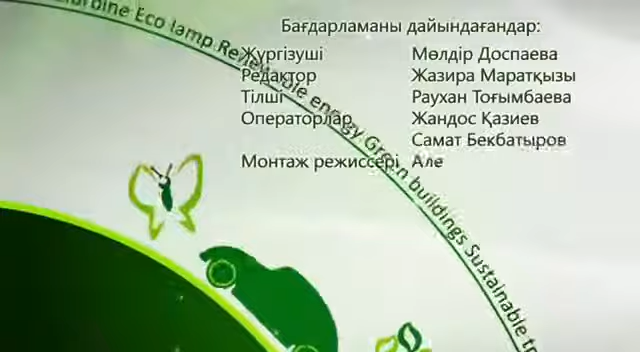 Бағдарламаны дайындағандар:
Жүргізуші Мөлдір Доспаева
Редактор Жазира Маратқызы
Тілші Раухан Тоғымбаева
Операторлар Жандос Қазиев
Самат Бекбатыров
Монтаж режиссері Але
Eco lamp Renewable energy Green buildings Sustainable